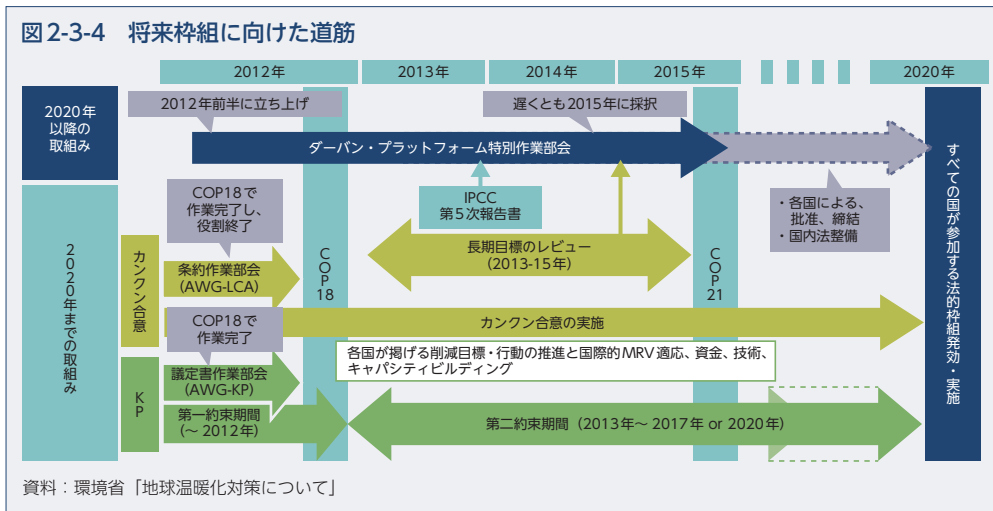 図2-3-4 将来枠組に向けた道筋
2012年
2013年
2014年
2015年
2020年
2020年
以降の
取組み
2012年前半に立ち上げ
遅くとも2015年に採択
ダーバン・プラットフォーム特別作業部会
IPCC
第5次報告書
・各国による、
批准、締結
・国内法整備
すべての国が参加する法的枠組発効・実施
2020年までの取組み
カンクン合意
COP18で
作業完了し、
役割終了
条約作業部会
(AWG-LCA)
COP18
長期目標のレビュー
(2013-15年)
COP21
カンクン合意の実施
COP18で
作業完了
各国が掲げる削減目標・行動の推進と国際的MRV適応、資金、技術、
キャパシティビルディング
KP
議定書作業部会
(AWG-KP)
第一約束期間
(～2012年)
第二約束期間(2013年～2017年 or 2020年)
資料:環境省「地球温暖化対策について」